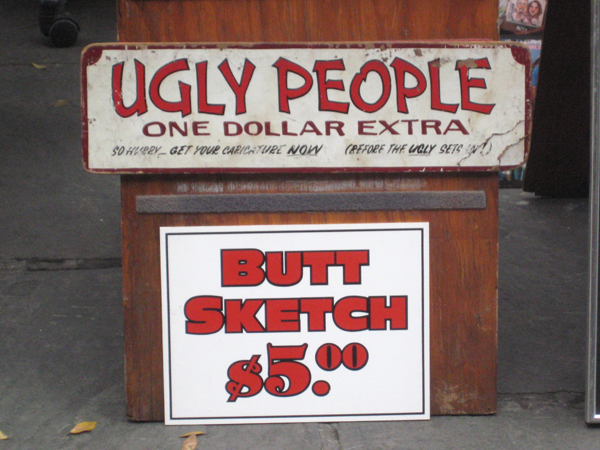 UGLY PEOPLE
ONE DOLLAR EXTRA
SO HURRY... GET YOUR CARICATURE NOW (BEFORE THE UGLY SETS IN!)
BUTT
SKETCH
$5.00